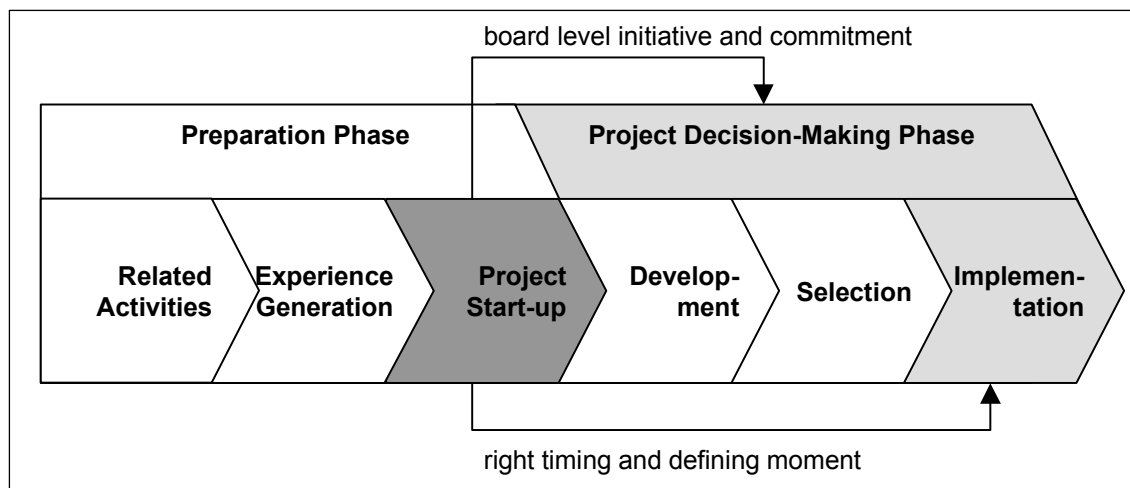 board level initiative and commitment
Preparation Phase
Project Decision-Making Phase
Related
Activities
Experience
Generation
Project
Start-up
Develop-
ment
Selection
Implemen-
tation
right timing and defining moment